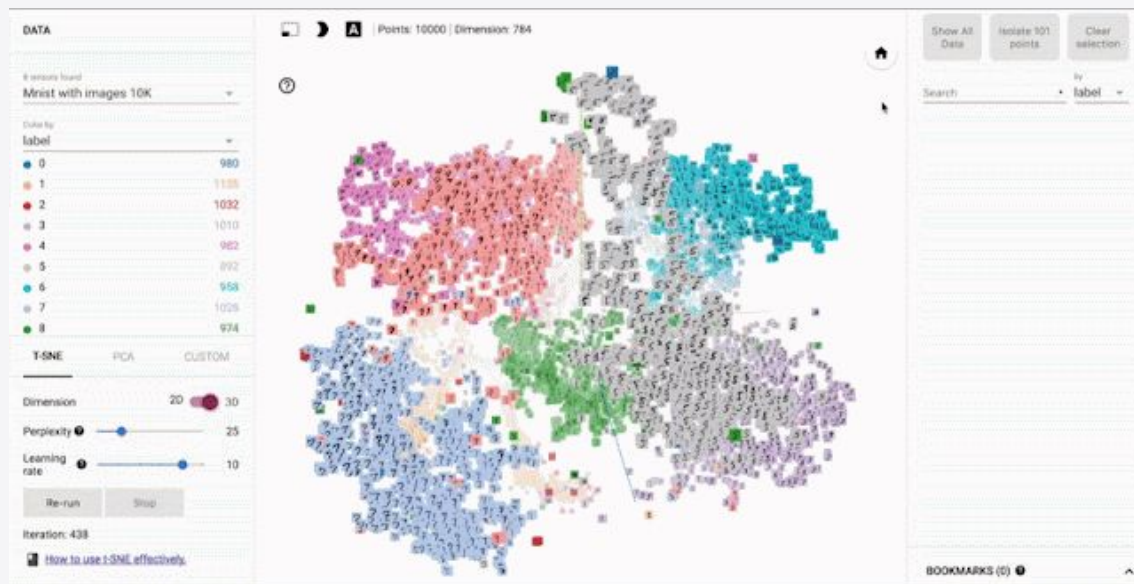 DATA
Points: 10000 | Dimension: 784
Show All Data
Isolate 101 points
Clear selection
8 tensors found
Mnist with images 10K
Search
by
label
Color by
label
0 980
1 1135
2 1032
3 1010
4 982
5 892
6 958
7 1028
8 974
T-SNE PCA CUSTOM
Dimension 2D 3D
Perplexity 25
Learning rate 10
Re-run Stop
Iteration: 438
How to use t-SNE effectively.
BOOKMARKS (0)